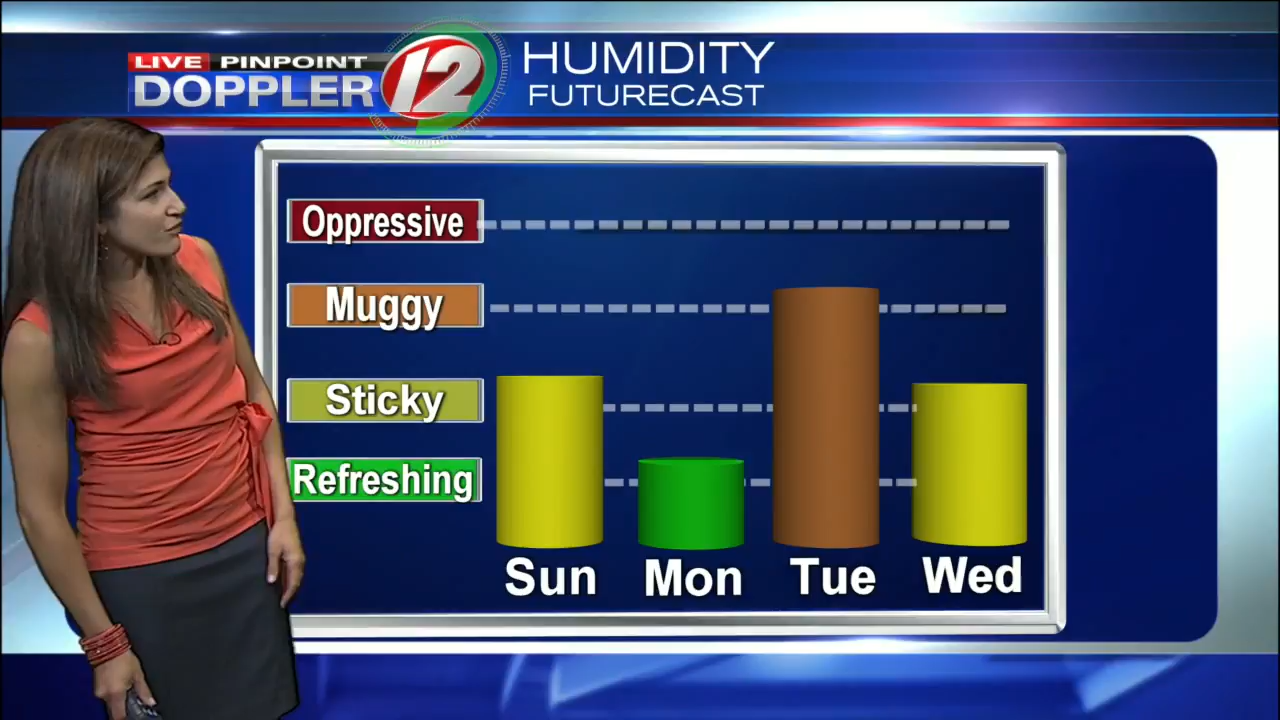 LIVE PINPOINT
DOPPLER 12
HUMIDITY
FUTURECAST
Oppressive
Muggy
Sticky
Refreshing
Sun Mon Tue Wed